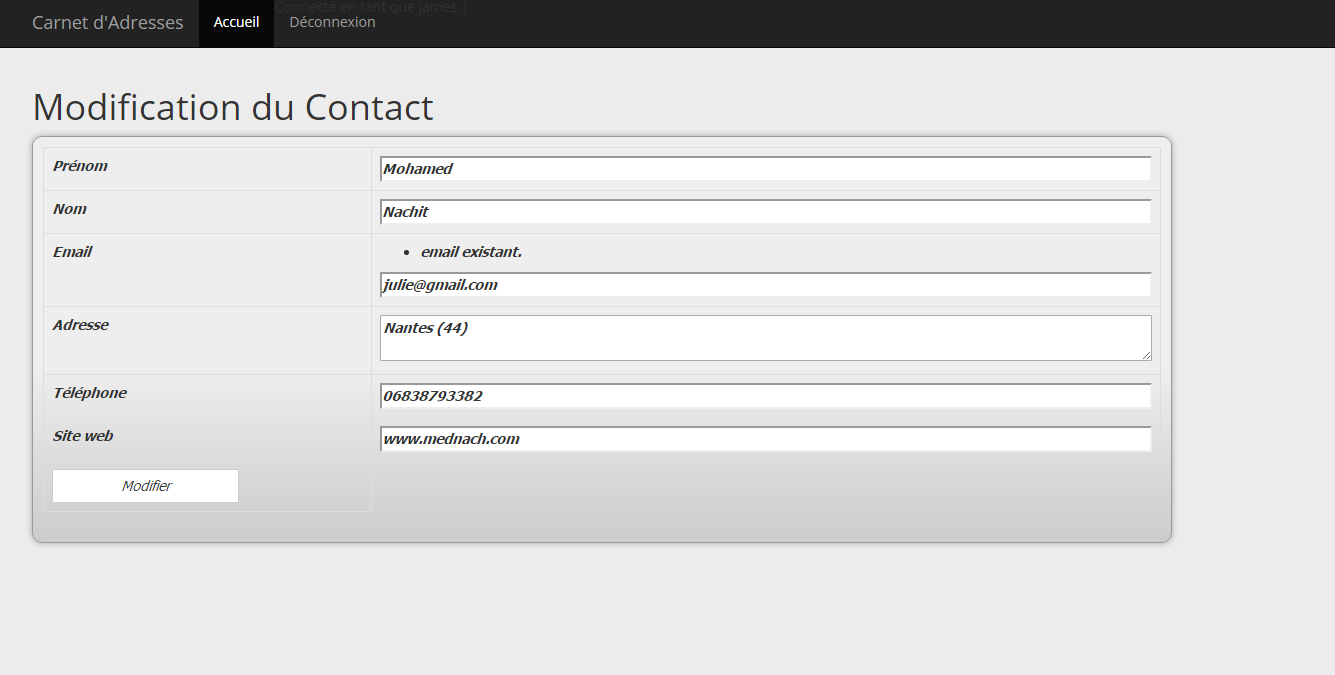 Connecté en tant que james |
Carnet d'Adresses Accueil Déconnexion
Modification du Contact
Prénom Mohamed
Nom Nachit
Email • email existant.
julie@gmail.com
Adresse Nantes (44)
Téléphone 06838793382
Site web www.mednach.com
Modifier